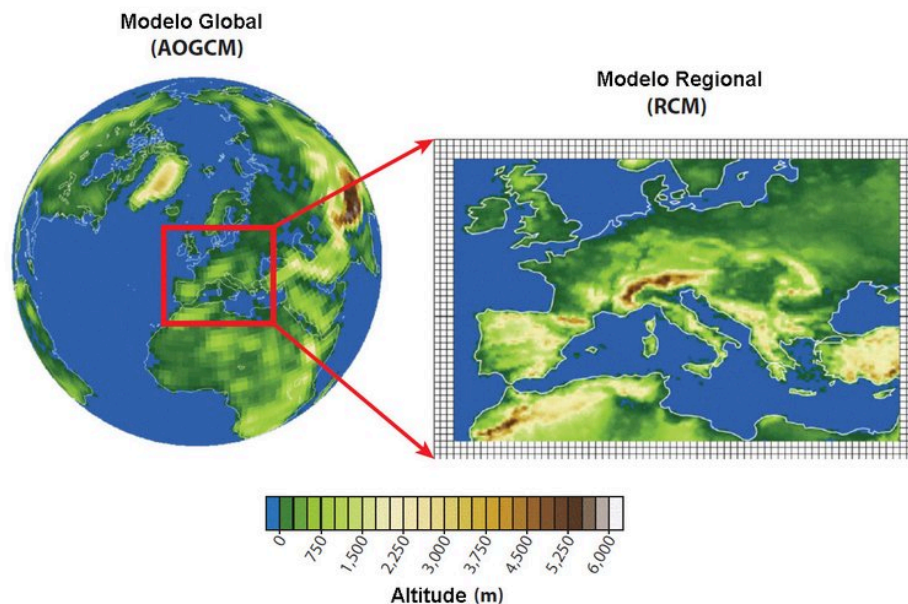 Modelo Global
(AOGCM)
Modelo Regional
(RCM)
0
750
1,500
2,250
3,000
3,750
4,500
5,250
6,000
Altitude (m)